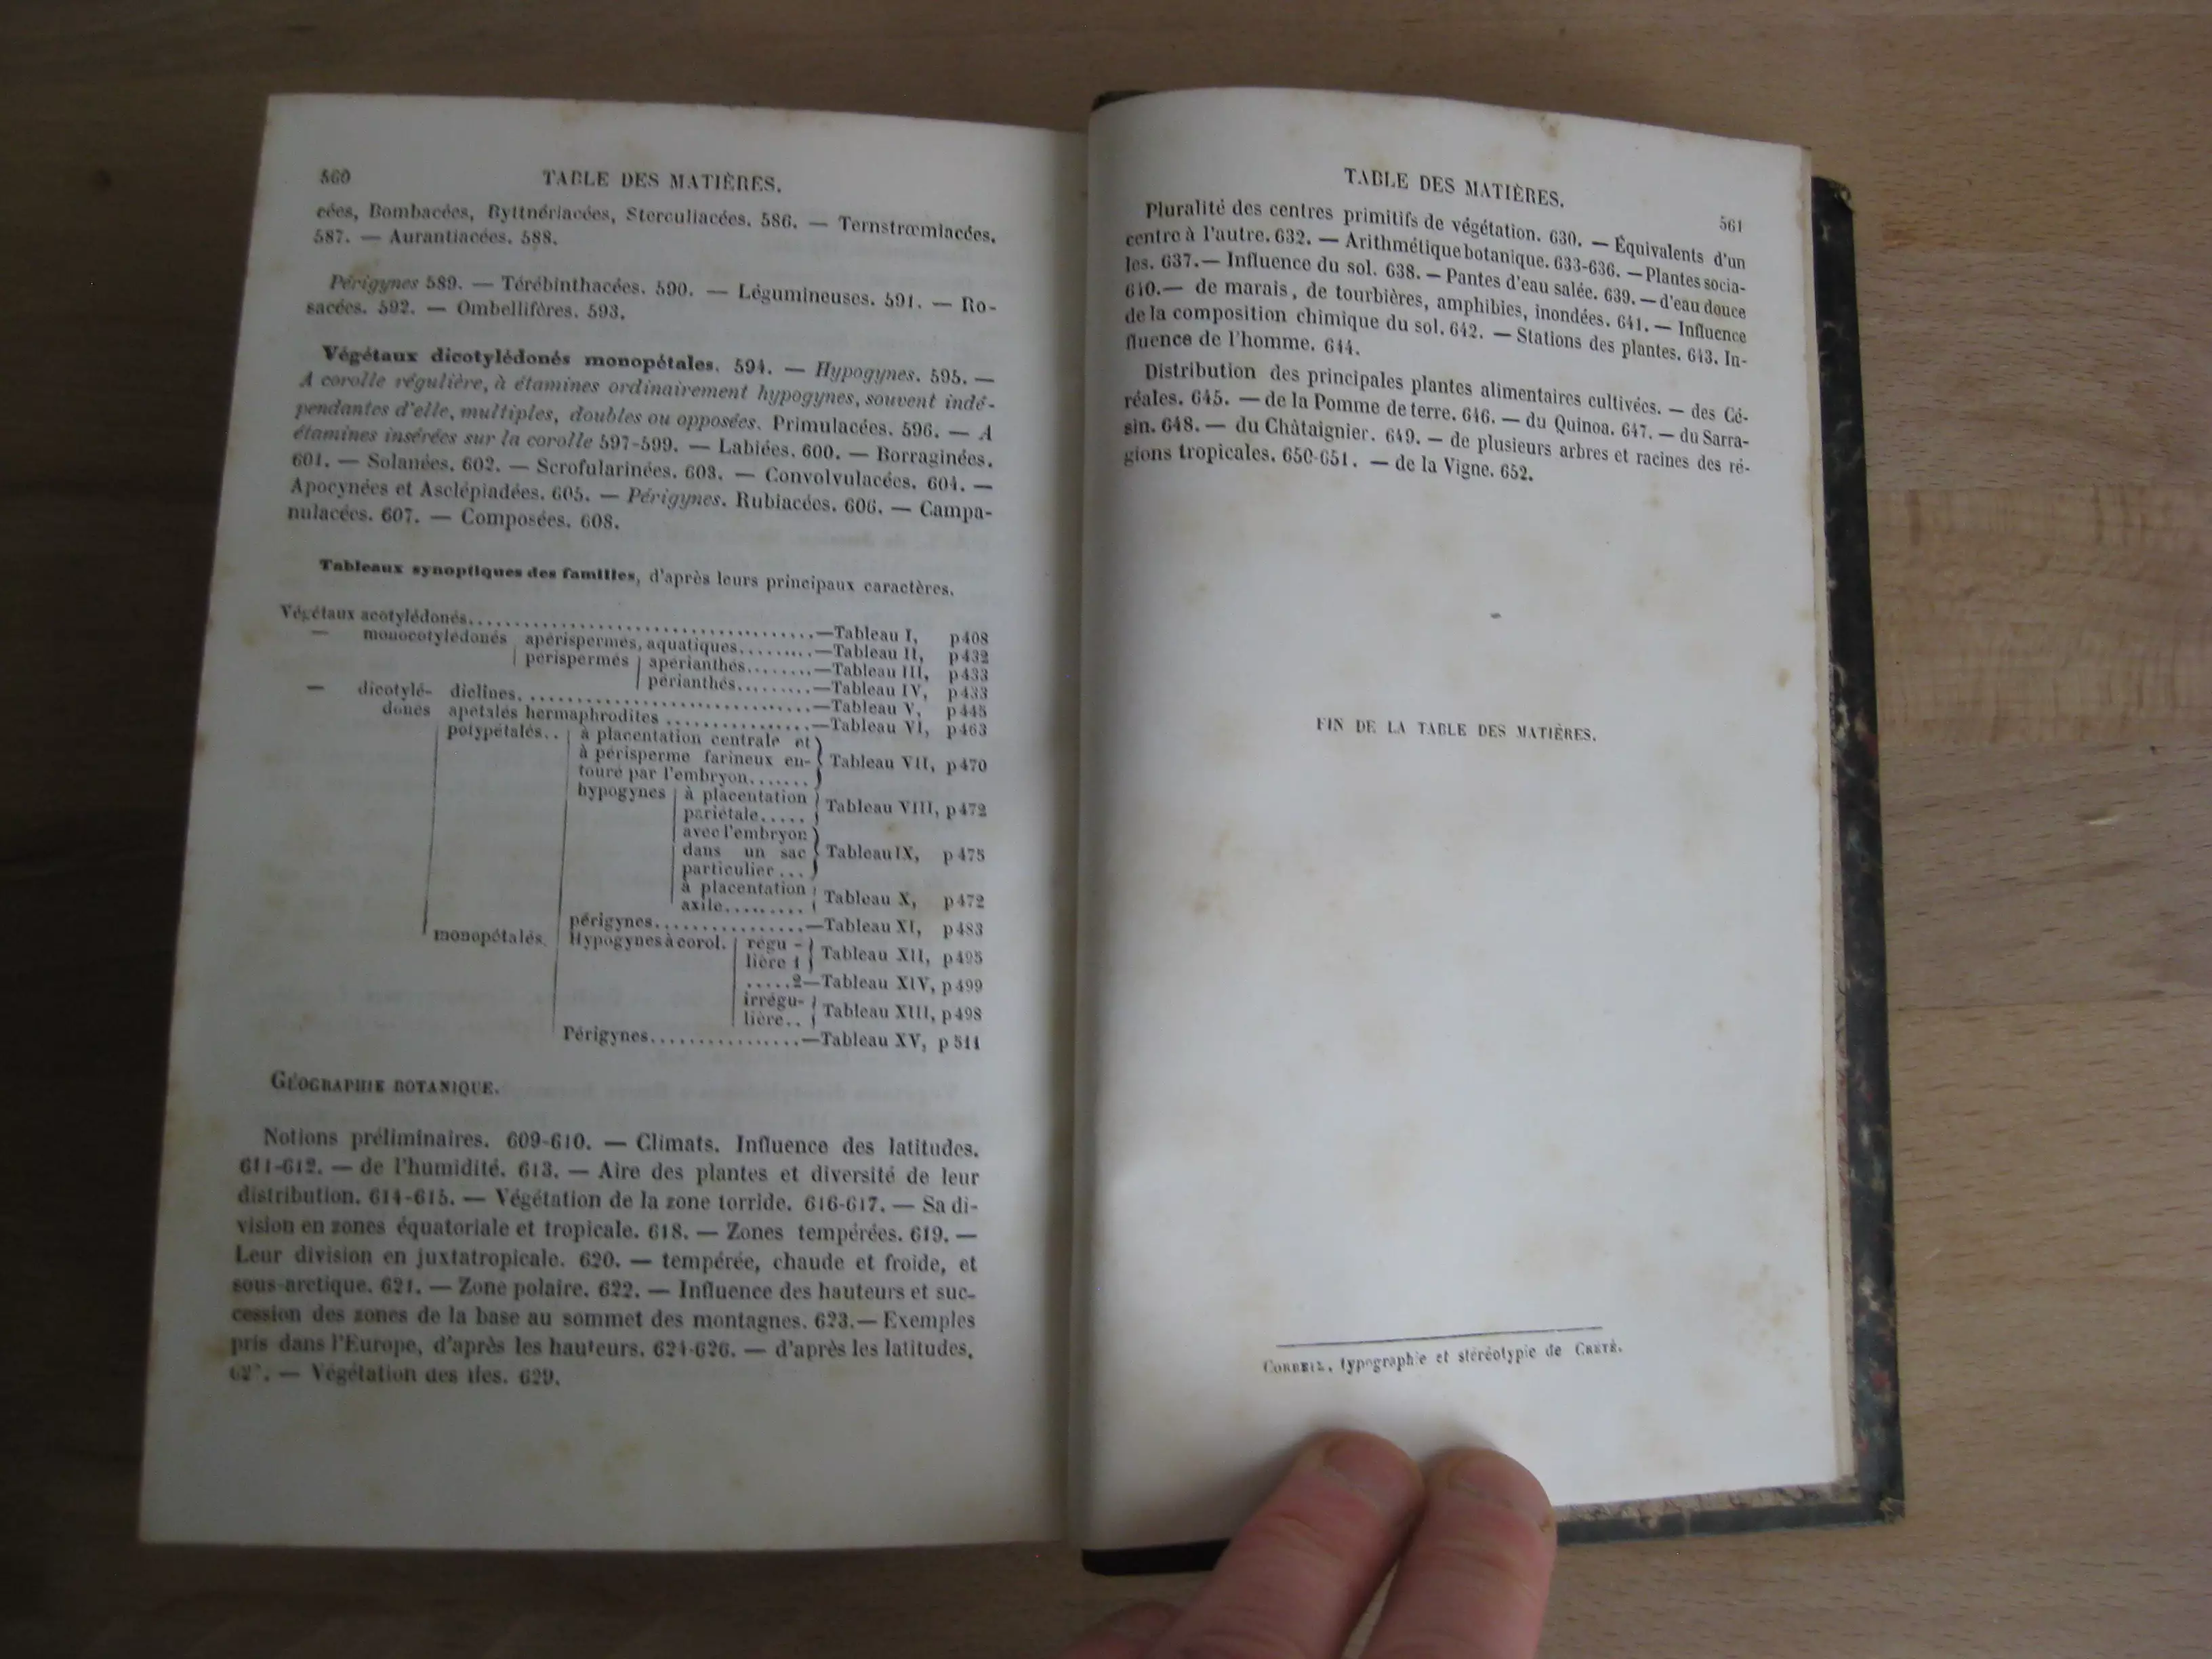 560
TABLE DES MATIÈRES.
cées, Bombacées, Byttnériacées, Sterculiacées. 586. — Ternstrœmiacées.
587. — Aurantiacées. 588.
Périgynes 589. — Térébinthacées. 590. — Légumineuses. 591. — Ro-
sacées. 592. — Ombellifères. 593.
Végétaux dicotylédonés monopétales. 594. — Hypogynes. 595. —
A corolle régulière, à étamines ordinairement hypogynes, souvent indé-
pendantes d'elle, multiples, doubles ou opposées. Primulacées. 596. — A
étamines insérées sur la corolle 597-599. — Labiées. 600. — Borraginées.
601. — Solanées. 602. — Scrofularinées. 603. — Convolvulacées. 604. —
Apocynées et Asclépiadées. 605. — Périgynes. Rubiacées. 606. — Campa-
nulacées. 607. — Composées. 608.
Tableaux synoptiques des familles, d'après leurs principaux caractères.
Végétaux acotylédonés.....—Tableau I, p 408
— monocotylédonés apérispermés, aquatiques.....—Tableau II, p 432
périspermés apérianthés.....—Tableau III, p 433
périanthés.....—Tableau IV, p 433
— dicotylé- diclines.....—Tableau V, p 445
donés apétalés hermaphrodites.....—Tableau VI, p 463
polypétalés.. à placentation centrale et
à périsperme farineux en- Tableau VII, p 470
touré par l'embryon.......
hypogynes à placentation
pariétale..... Tableau VIII, p 472
avec l'embryon
dans un sac Tableau IX, p 475
particulier...
à placentation
axile......... Tableau X, p 472
périgynes.....—Tableau XI, p 483
monopétalés. Hypogynes à corol. régu-
lière 1 Tableau XII, p 495
.....2—Tableau XIV, p 499
irrégu-
lière.. Tableau XIII, p 498
Périgynes.....—Tableau XV, p 511
GÉOGRAPHIE BOTANIQUE.
Notions préliminaires. 609-610. — Climats. Influence des latitudes.
611-612. — de l'humidité. 613. — Aire des plantes et diversité de leur
distribution. 614-615. — Végétation de la zone torride. 616-617. — Sa di-
vision en zones équatoriale et tropicale. 618. — Zones tempérées. 619. —
Leur division en juxtatropicale. 620. — tempérée, chaude et froide, et
sous-arctique. 621. — Zone polaire. 622. — Influence des hauteurs et suc-
cession des zones de la base au sommet des montagnes. 623. — Exemples
pris dans l'Europe, d'après les hauteurs. 624-626. — d'après les latitudes.
— Végétation des îles. 629.
TABLE DES MATIÈRES.
561
Pluralité des centres primitifs de végétation. 630. — Équivalents d'un
centre à l'autre. 632. — Arithmétique botanique. 633-636. — Plantes socia-
les. 637. — Influence du sol. 638. — Pantes d'eau salée. 639. — d'eau douce
640. — de marais, de tourbières, amphibies, inondées. 641. — Influence
de la composition chimique du sol. 642. — Stations des plantes. 643. In-
fluence de l'homme. 644.
Distribution des principales plantes alimentaires cultivées. — des Cé-
réales. 645. — de la Pomme de terre. 646. — du Quinoa. 647. — du Sarra-
sin. 648. — du Châtaignier. 649. — de plusieurs arbres et racines des ré-
gions tropicales. 650-651. — de la Vigne. 652.
FIN DE LA TABLE DES MATIÈRES.
CORBEIL, typographie et stéréotypie de CRÉTÉ.